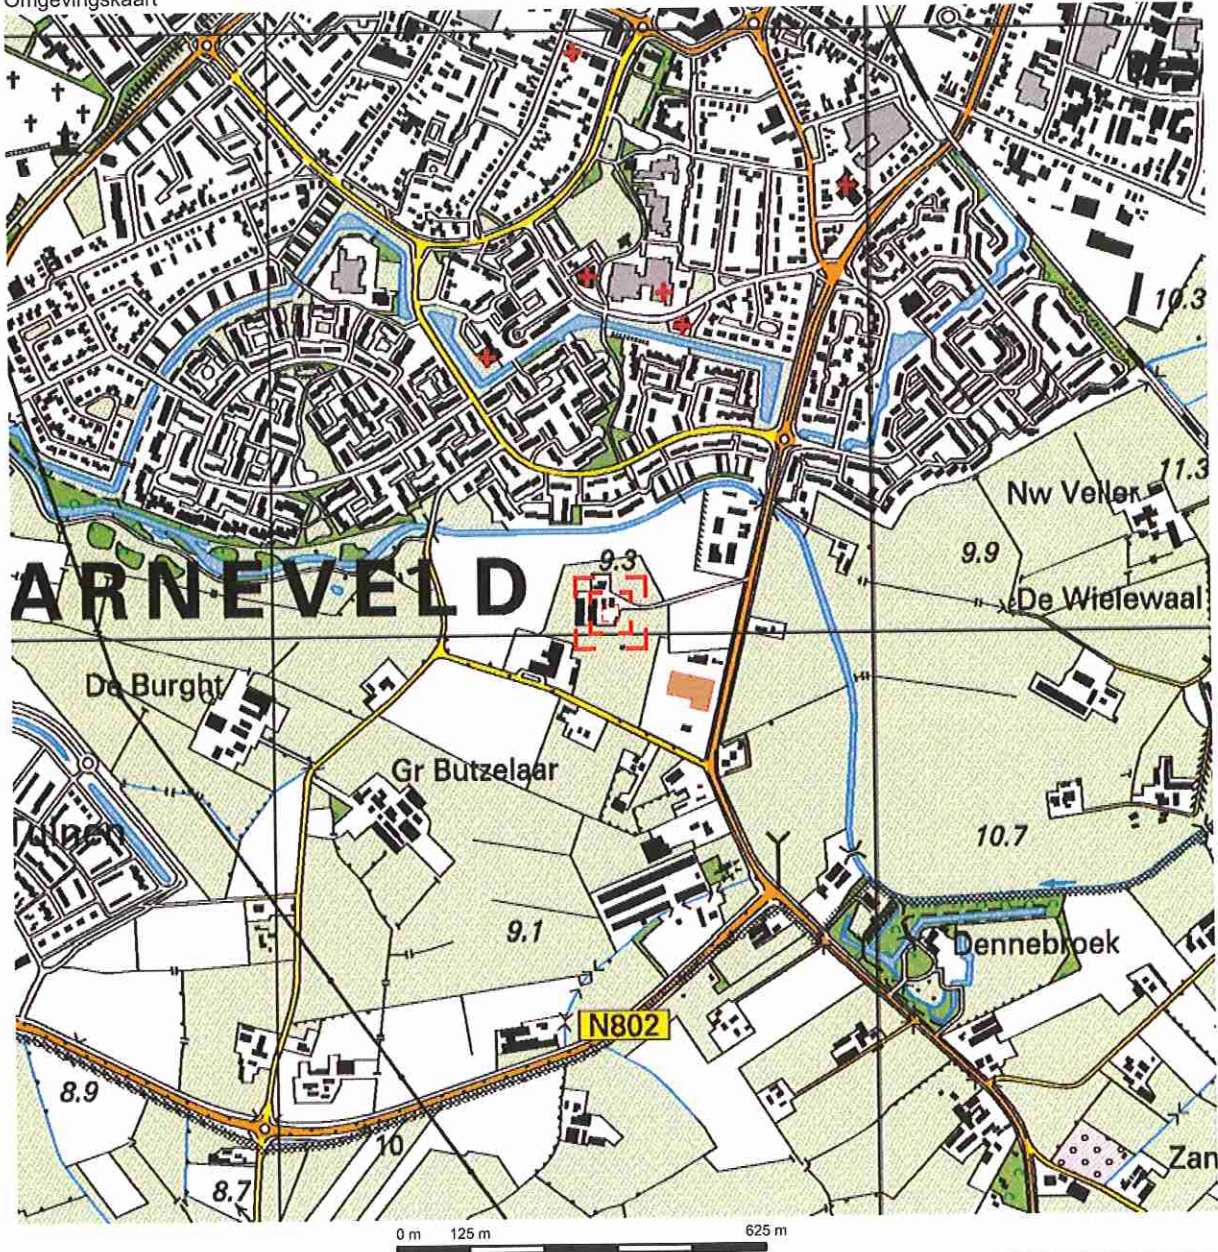 Omgevingskaart
10.3
11.3
Nw Veller
9.9
9.3
ARNEVELD
De Wielewaal
De Burght
Gr Butzelaar
Tuinen
10.7
9.1
Dennebroek
N802
8.9
10
Zan
8.7
0 m 125 m 625 m